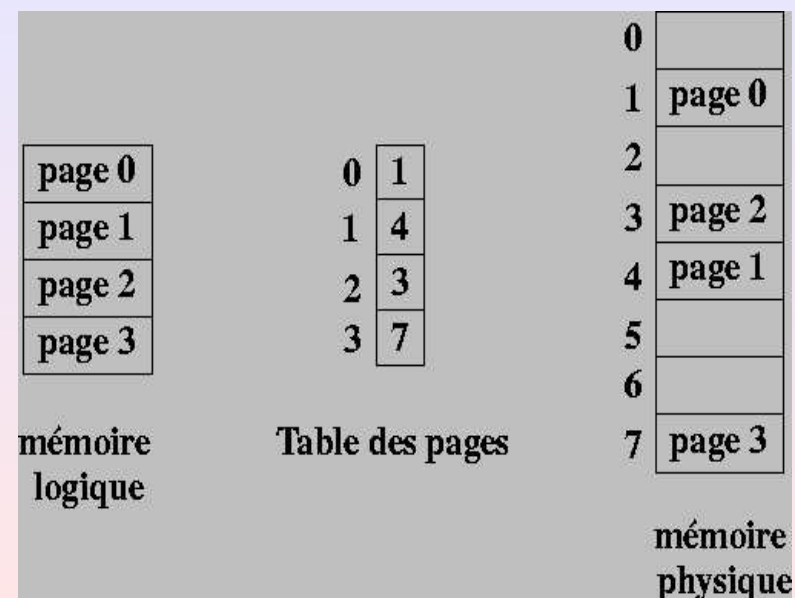 page 0
page 1
page 2
page 3
mémoire
logique
0 1
1 4
2 3
3 7
Table des pages
0
1 page 0
2
3 page 2
4 page 1
5
6
7 page 3
mémoire
physique